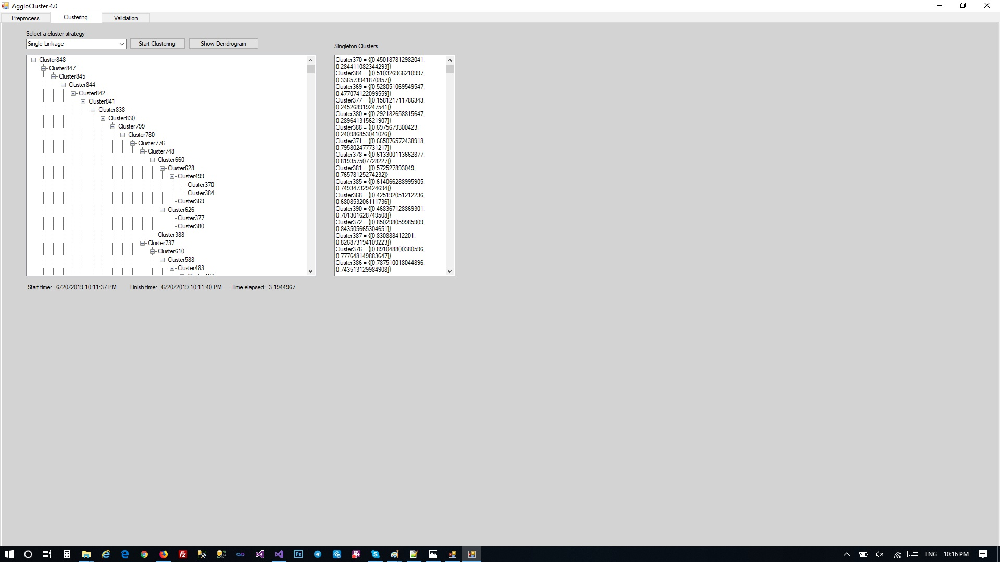 AggloCluster 4.0
Preprocess
Clustering
Validation
Select a cluster strategy
Single Linkage
Start Clustering
Show Dendrogram
Singleton Clusters
Cluster848
Cluster847
Cluster845
Cluster844
Cluster842
Cluster841
Cluster838
Cluster830
Cluster799
Cluster780
Cluster776
Cluster748
Cluster660
Cluster628
Cluster499
Cluster370
Cluster384
Cluster369
Cluster626
Cluster377
Cluster380
Cluster388
Cluster737
Cluster610
Cluster588
Cluster483
Cluster370 = {[0.450187812982041,
0.284411082344293]}
Cluster384 = {[0.510326966210997,
0.336573941870857]}
Cluster369 = {[0.528051069549547,
0.477074122099559]}
Cluster377 = {[0.158121711786343,
0.245268919247541]}
Cluster380 = {[0.292182658815647,
0.289641315621907]}
Cluster388 = {[0.6975679300423,
0.240986853041026]}
Cluster371 = {[0.665076572438918,
0.795802477731217]}
Cluster378 = {[0.613300113662877,
0.819357507728227]}
Cluster381 = {[0.572527893049,
0.76578125274232]}
Cluster385 = {[0.614066288995905,
0.749347329424694]}
Cluster368 = {[0.425192051212236,
0.680853206111736]}
Cluster390 = {[0.468367128869301,
0.701301628749508]}
Cluster372 = {[0.850298059985909,
0.843505665304651]}
Cluster387 = {[0.830888412201,
0.826873194109223]}
Cluster376 = {[0.891048800380596,
0.777648149883647]}
Cluster386 = {[0.787510018044896,
0.743513129984908]}
Start time: 6/20/2019 10:11:37 PM
Finish time: 6/20/2019 10:11:40 PM
Time elapsed: 3.1944967
Ps
ENG
10:16 PM